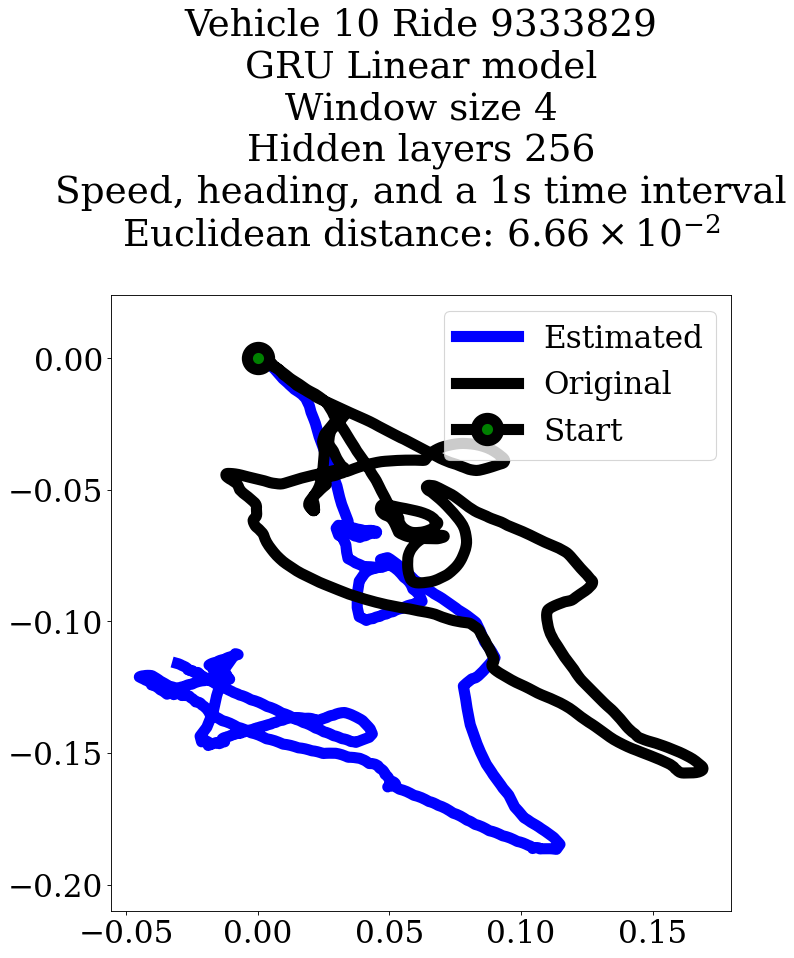 Vehicle 10 Ride 9333829
GRU Linear model
Window size 4
Hidden layers 256
Speed, heading, and a 1s time interval
Euclidean distance: 6.66 × 10⁻²
Estimated
Original
Start
0.00
−0.05
−0.10
−0.15
−0.20
−0.05 0.00 0.05 0.10 0.15